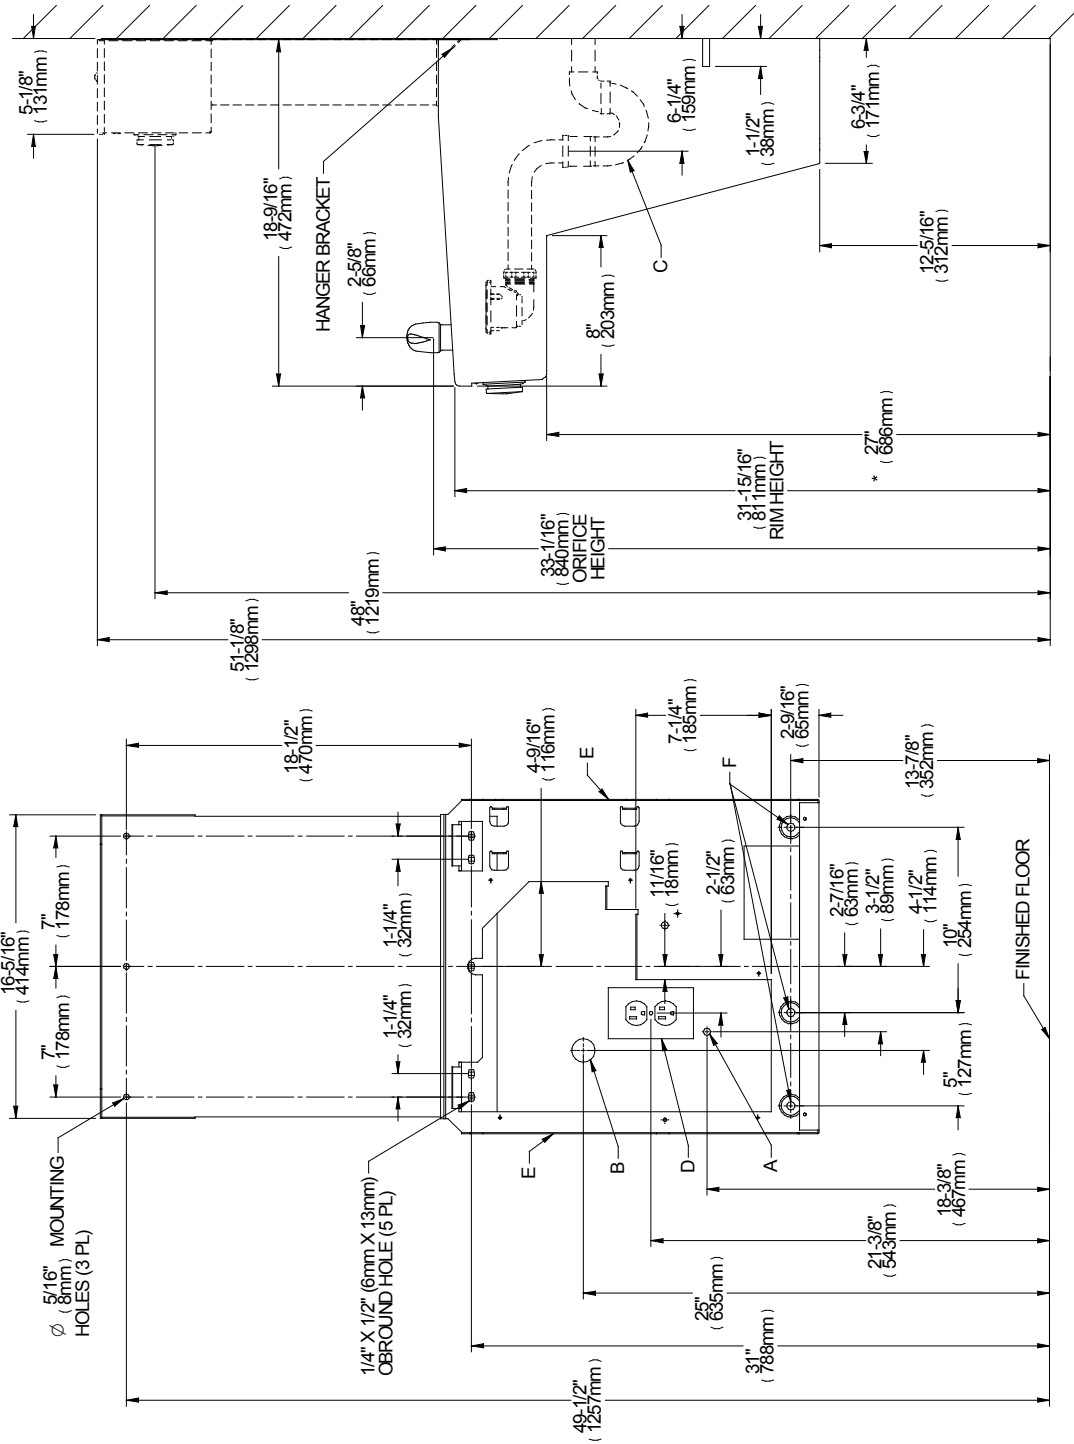 5-1/8"
( 131mm )
18-9/16"
( 472mm )
HANGER BRACKET
2-5/8"
( 66mm )
6-1/4"
( 159mm )
1-1/2"
( 38mm )
6-3/4"
( 171mm )
C
8"
( 203mm )
12-5/16"
( 312mm )
27"
( 686mm )
*
31-15/16"
( 811mm )
RIM HEIGHT
33-1/16"
( 840mm )
ORIFICE
HEIGHT
48"
( 1219mm )
51-1/8"
( 1298mm )
16-5/16"
( 414mm )
7"
( 178mm )
7"
( 178mm )
18-1/2"
( 470mm )
1-1/4"
( 32mm )
1-1/4"
( 32mm )
4-9/16"
( 116mm )
E
7-1/4"
( 185mm )
2-9/16"
( 65mm )
F
13-7/8"
( 352mm )
11/16"
( 18mm )
2-1/2"
( 63mm )
2-7/16"
( 63mm )
3-1/2"
( 89mm )
4-1/2"
( 114mm )
10"
( 254mm )
5"
( 127mm )
FINISHED FLOOR
E
B
D
A
Ø 5/16" MOUNTING
( 8mm )
HOLES (3 PL)
1/4" X 1/2" (6mm X 13mm)
OBROUND HOLE (5 PL)
18-3/8"
( 467mm )
21-3/8"
( 543mm )
25"
( 635mm )
31"
( 788mm )
49-1/2"
( 1257mm )